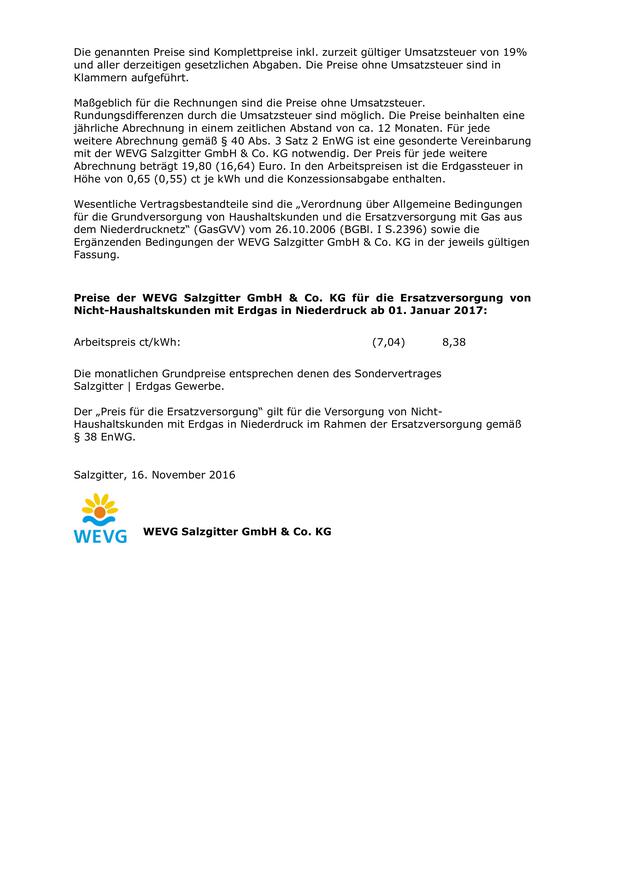 Die genannten Preise sind Komplettpreise inkl. zurzeit gültiger Umsatzsteuer von 19%
und aller derzeitigen gesetzlichen Abgaben. Die Preise ohne Umsatzsteuer sind in
Klammern aufgeführt.
Maßgeblich für die Rechnungen sind die Preise ohne Umsatzsteuer.
Rundungsdifferenzen durch die Umsatzsteuer sind möglich. Die Preise beinhalten eine
jährliche Abrechnung in einem zeitlichen Abstand von ca. 12 Monaten. Für jede
weitere Abrechnung gemäß § 40 Abs. 3 Satz 2 EnWG ist eine gesonderte Vereinbarung
mit der WEVG Salzgitter GmbH & Co. KG notwendig. Der Preis für jede weitere
Abrechnung beträgt 19,80 (16,64) Euro. In den Arbeitspreisen ist die Erdgassteuer in
Höhe von 0,65 (0,55) ct je kWh und die Konzessionsabgabe enthalten.
Wesentliche Vertragsbestandteile sind die „Verordnung über Allgemeine Bedingungen
für die Grundversorgung von Haushaltskunden und die Ersatzversorgung mit Gas aus
dem Niederdrucknetz“ (GasGVV) vom 26.10.2006 (BGBl. I S.2396) sowie die
Ergänzenden Bedingungen der WEVG Salzgitter GmbH & Co. KG in der jeweils gültigen
Fassung.
Preise der WEVG Salzgitter GmbH & Co. KG für die Ersatzversorgung von
Nicht-Haushaltskunden mit Erdgas in Niederdruck ab 01. Januar 2017:
Arbeitspreis ct/kWh: (7,04) 8,38
Die monatlichen Grundpreise entsprechen denen des Sondervertrages
Salzgitter | Erdgas Gewerbe.
Der „Preis für die Ersatzversorgung“ gilt für die Versorgung von Nicht-
Haushaltskunden mit Erdgas in Niederdruck im Rahmen der Ersatzversorgung gemäß
§ 38 EnWG.
Salzgitter, 16. November 2016
WEVG
WEVG Salzgitter GmbH & Co. KG